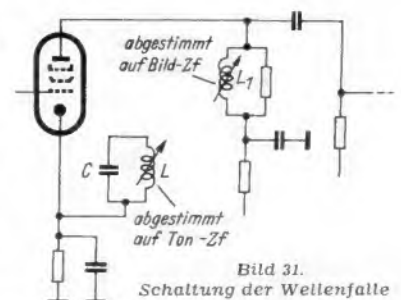 abgestimmt
auf Bild-Zf
L1
C
L
abgestimmt
auf Ton-Zf
Bild 31.
Schaltung der Wellenfalle